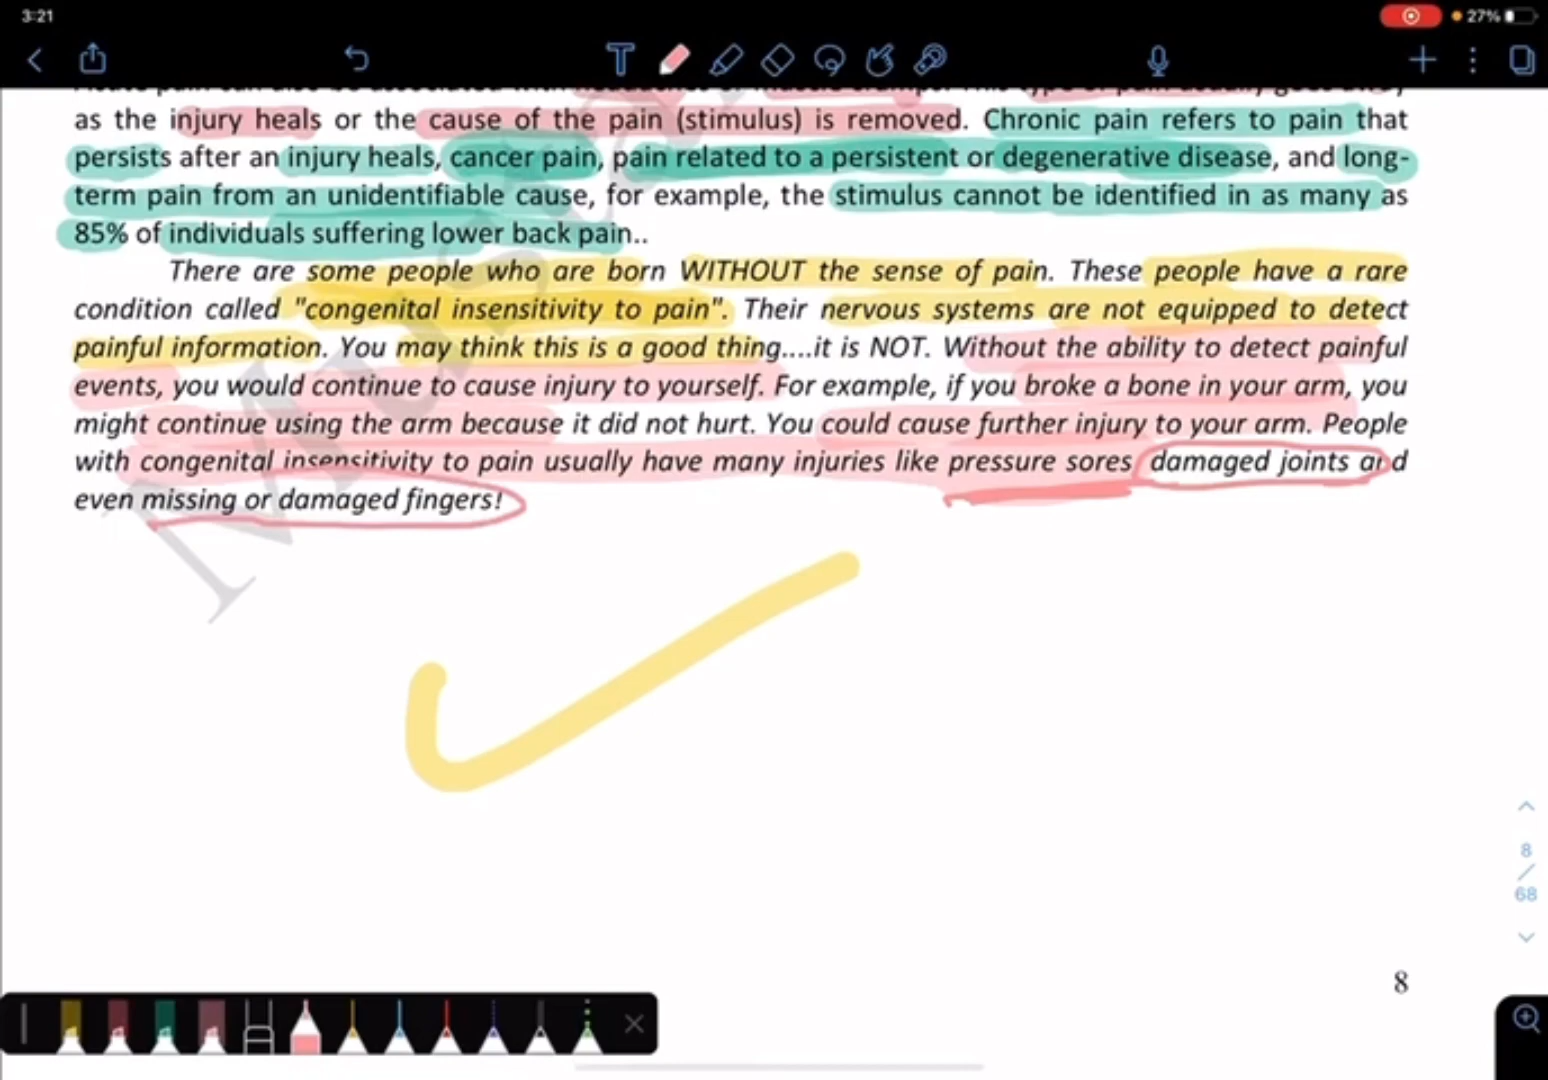 3:21
27%
as the injury heals or the cause of the pain (stimulus) is removed. Chronic pain refers to pain that
persists after an injury heals, cancer pain, pain related to a persistent or degenerative disease, and long-
term pain from an unidentifiable cause, for example, the stimulus cannot be identified in as many as
85% of individuals suffering lower back pain..
There are some people who are born WITHOUT the sense of pain. These people have a rare
condition called "congenital insensitivity to pain". Their nervous systems are not equipped to detect
painful information. You may think this is a good thing....it is NOT. Without the ability to detect painful
events, you would continue to cause injury to yourself. For example, if you broke a bone in your arm, you
might continue using the arm because it did not hurt. You could cause further injury to your arm. People
with congenital insensitivity to pain usually have many injuries like pressure sores damaged joints and
even missing or damaged fingers!
8
/
68
8